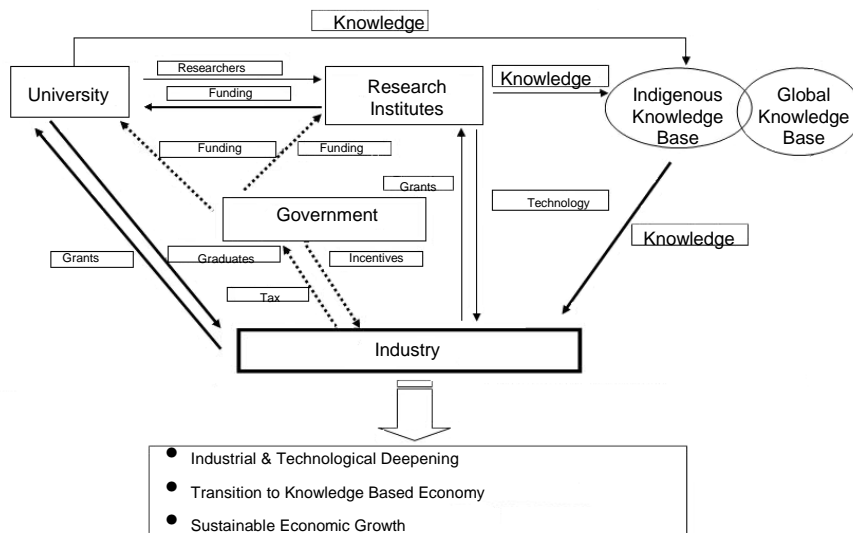 Knowledge
Researchers
University
Funding
Research
Institutes
Knowledge
Indigenous
Knowledge
Base
Global
Knowledge
Base
Funding
Funding
Grants
Technology
Government
Knowledge
Grants
Graduates
Incentives
Tax
Industry
● Industrial & Technological Deepening
● Transition to Knowledge Based Economy
● Sustainable Economic Growth